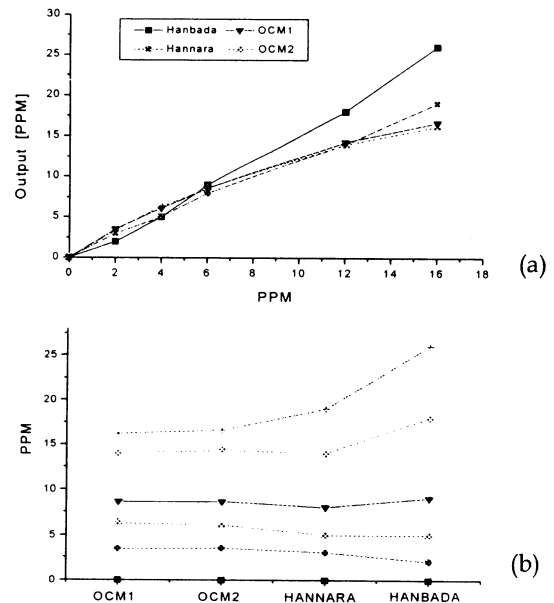 (a)
30
25
20
15
10
5
0
Output [PPM]
Hanbada
OCM1
Hannara
OCM2
0 2 4 6 8 10 12 14 16 18
PPM
(b)
25
20
15
10
5
0
PPM
OCM1 OCM2 HANNARA HANBADA